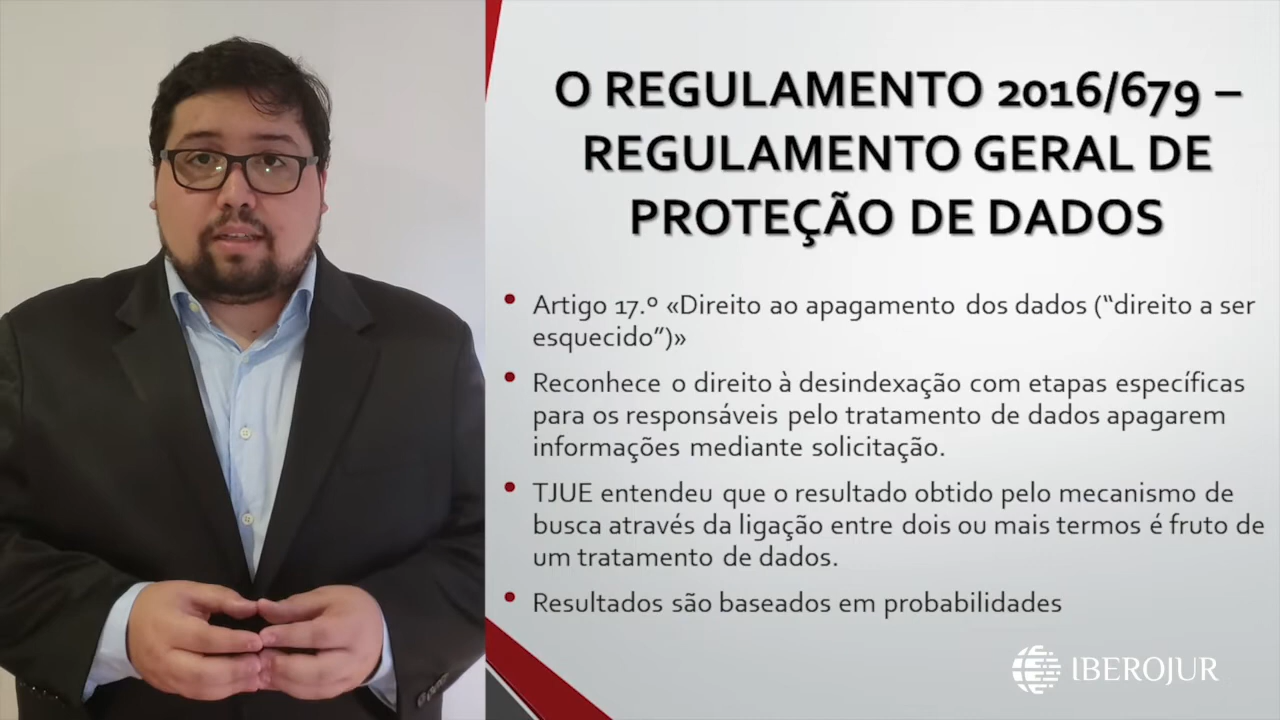 O REGULAMENTO 2016/679 –
REGULAMENTO GERAL DE
PROTEÇÃO DE DADOS
• Artigo 17.º «Direito ao apagamento dos dados (“direito a ser
esquecido”)»
• Reconhece o direito à desindexação com etapas específicas
para os responsáveis pelo tratamento de dados apagarem
informações mediante solicitação.
• TJUE entendeu que o resultado obtido pelo mecanismo de
busca através da ligação entre dois ou mais termos é fruto de
um tratamento de dados.
• Resultados são baseados em probabilidades
IBEROJUR